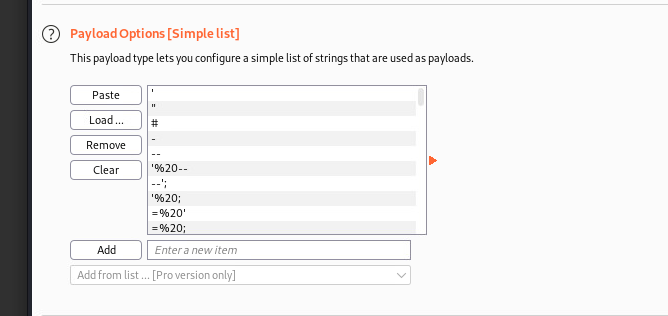 ?
Payload Options [Simple list]
This payload type lets you configure a simple list of strings that are used as payloads.
Paste
Load ...
Remove
Clear
'
"
#
-
--
'%20--
--';
'%20;
=%20'
=%20;
Add
Enter a new item
Add from list ... [Pro version only]